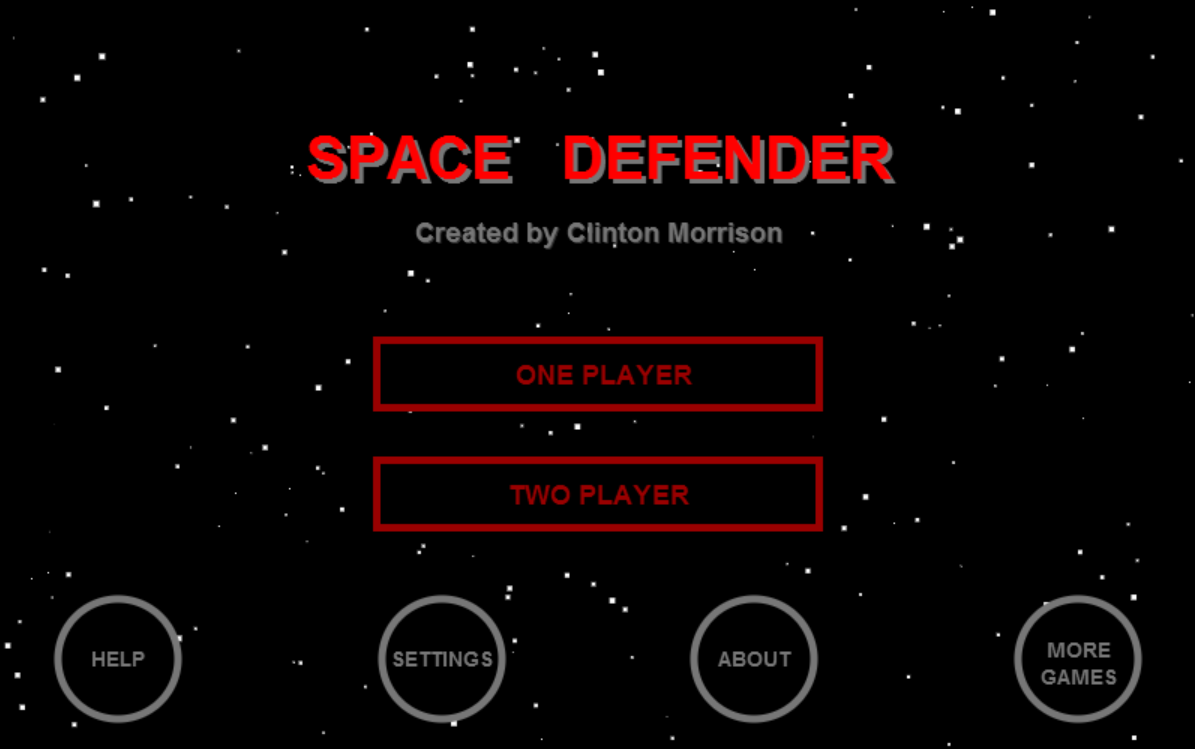 SPACE DEFENDER
Created by Clinton Morrison
ONE PLAYER
TWO PLAYER
HELP
SETTINGS
ABOUT
MORE
GAMES